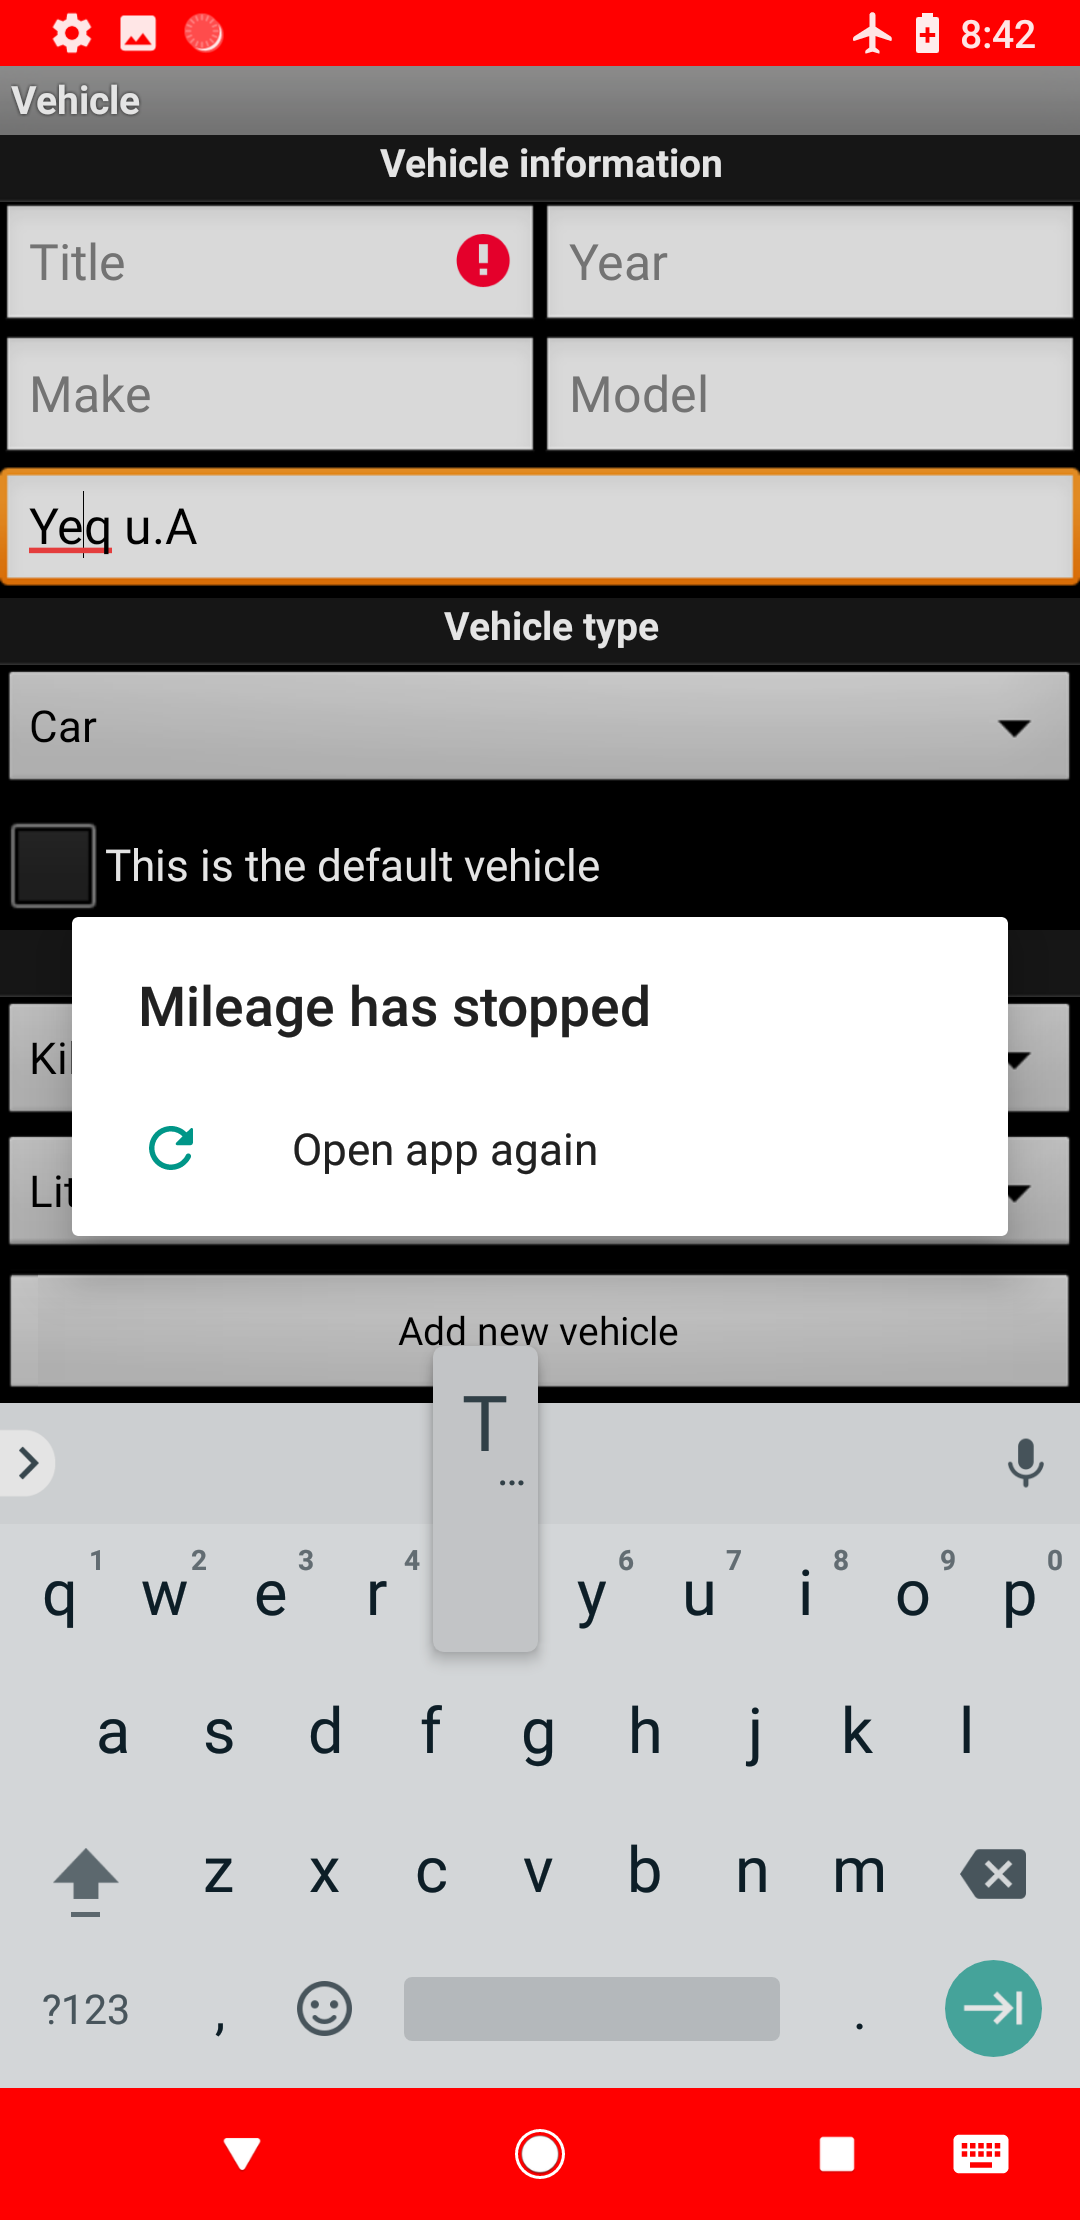 8:42
Vehicle
Vehicle information
Title
Year
Make
Model
Yeq u.A
Vehicle type
Car
This is the default vehicle
Mileage has stopped
Ki
Open app again
Lit
Add new vehicle
T
...
1 2 3 4 6 7 8 9 0
q w e r y u i o p
a s d f g h j k l
z x c v b n m
?123 , .